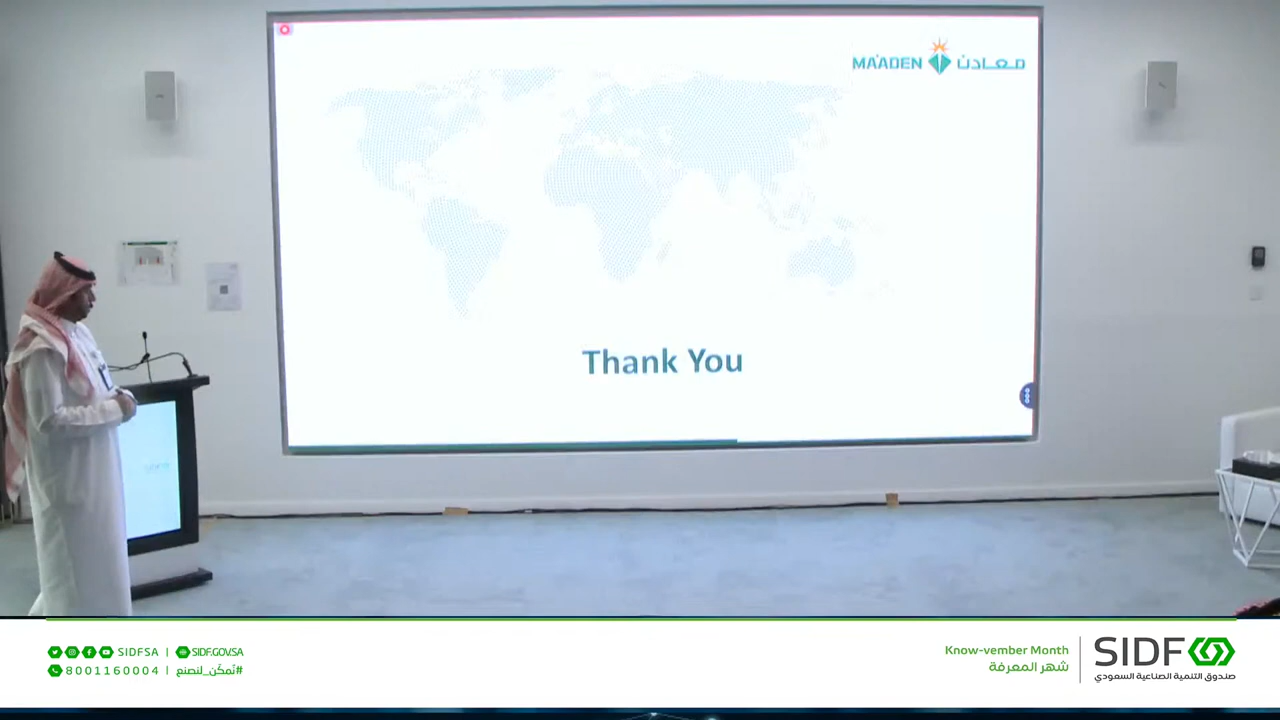 MA'ADEN معادن
Thank You
SIDFSA | SIDF.GOV.SA
8001160004 | #نُمكّن_لنصنع
Know-vember Month
شهر المعرفة
SIDF
صندوق التنمية الصناعية السعودي